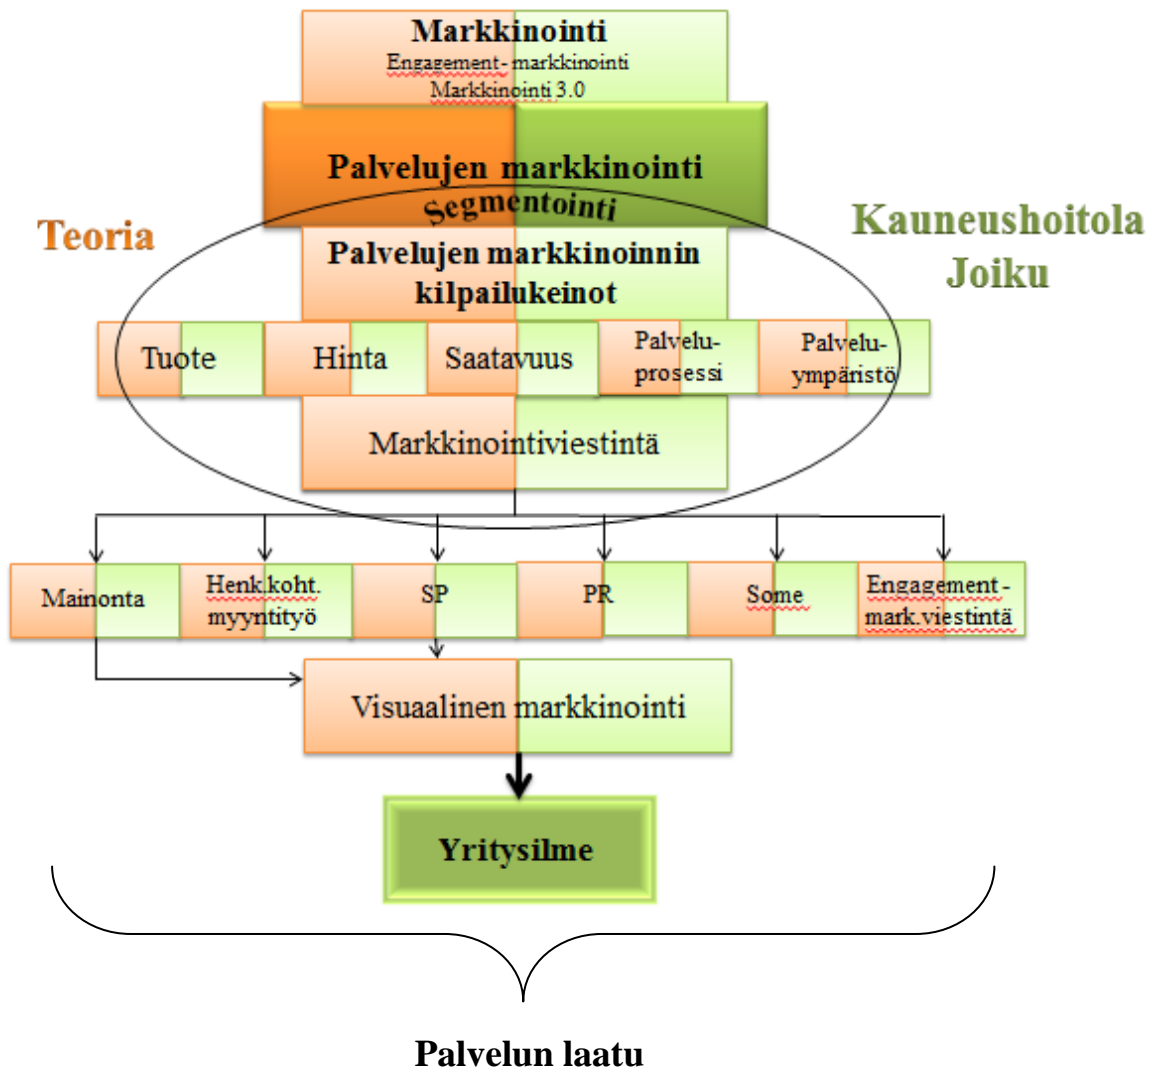 Markkinointi
Engagement- markkinointi
Markkinointi 3.0
Palvelujen markkinointi
Segmentointi
Teoria
Kauneushoitola
Joiku
Palvelujen markkinoinnin
kilpailukeinot
Tuote
Hinta
Saatavuus
Palvelu-
prosessi
Palvelu-
ympäristö
Markkinointiviestintä
Mainonta
Henk.koht.
myyntityö
SP
PR
Some
Engagement-
mark.viestintä
Visuaalinen markkinointi
Yritysilme
Palvelun laatu